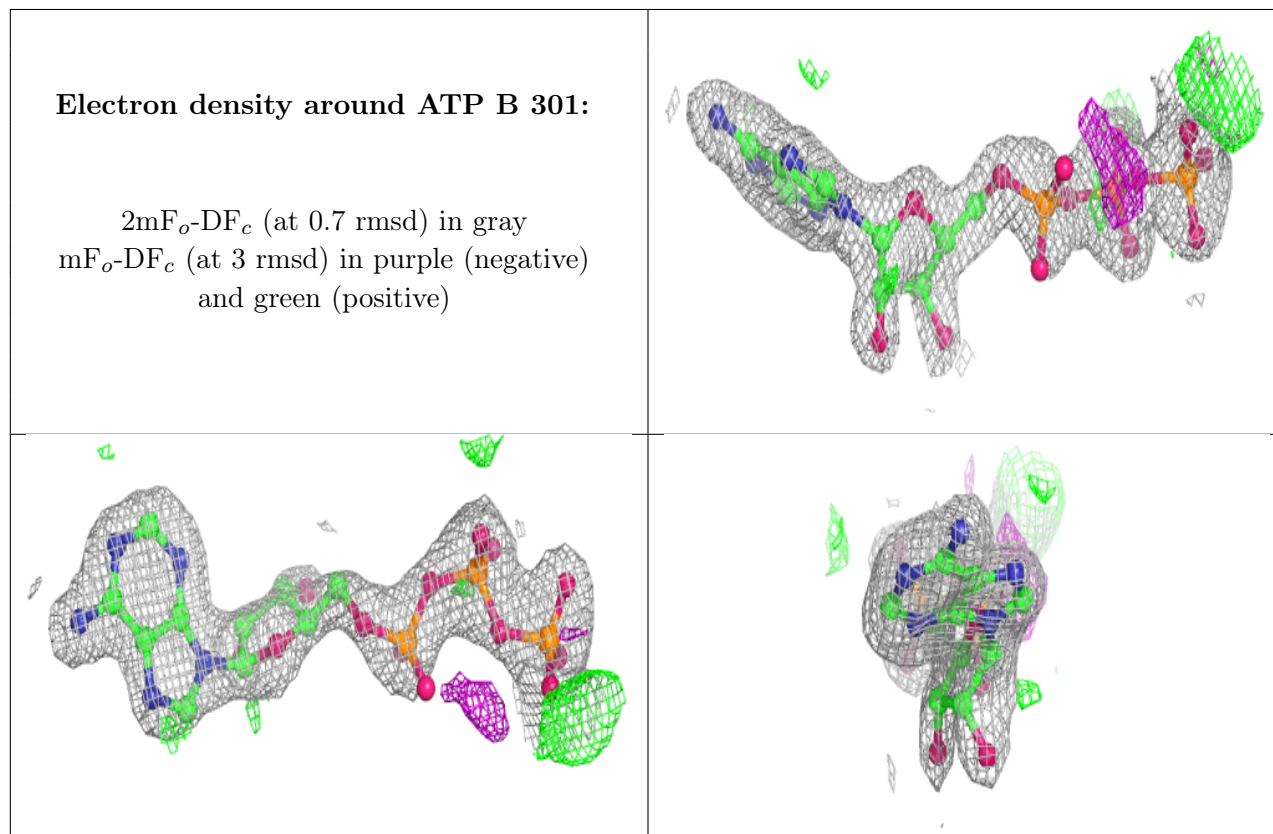 Electron density around ATP B 301:
2mFo-DFc (at 0.7 rmsd) in gray
mFo-DFc (at 3 rmsd) in purple (negative)
and green (positive)